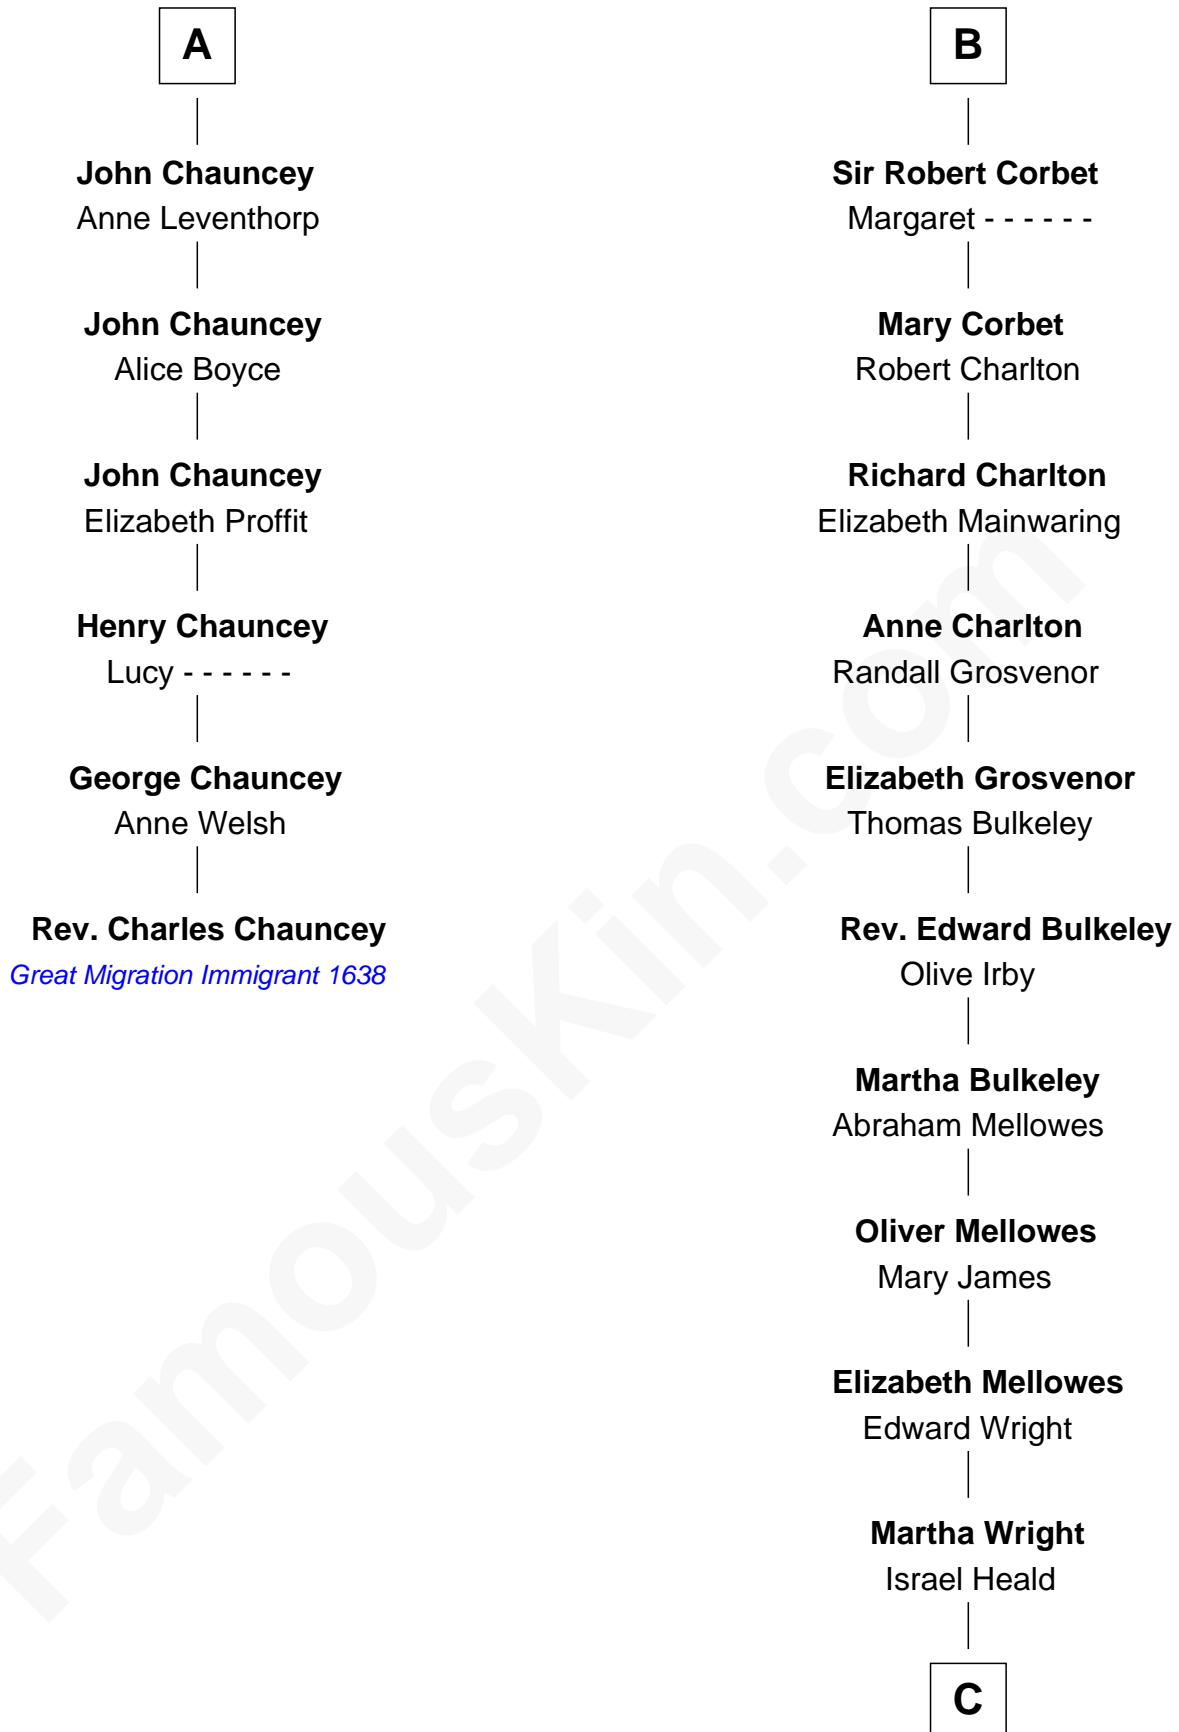 A
John Chauncey
Anne Leventhorp
John Chauncey
Alice Boyce
John Chauncey
Elizabeth Proffit
Henry Chauncey
Lucy - - - - - -
George Chauncey
Anne Welsh
Rev. Charles Chauncey
Great Migration Immigrant 1638
B
Sir Robert Corbet
Margaret - - - - - -
Mary Corbet
Robert Charlton
Richard Charlton
Elizabeth Mainwaring
Anne Charlton
Randall Grosvenor
Elizabeth Grosvenor
Thomas Bulkeley
Rev. Edward Bulkeley
Olive Irby
Martha Bulkeley
Abraham Mellowes
Oliver Mellowes
Mary James
Elizabeth Mellowes
Edward Wright
Martha Wright
Israel Heald
C
FamousKin.com